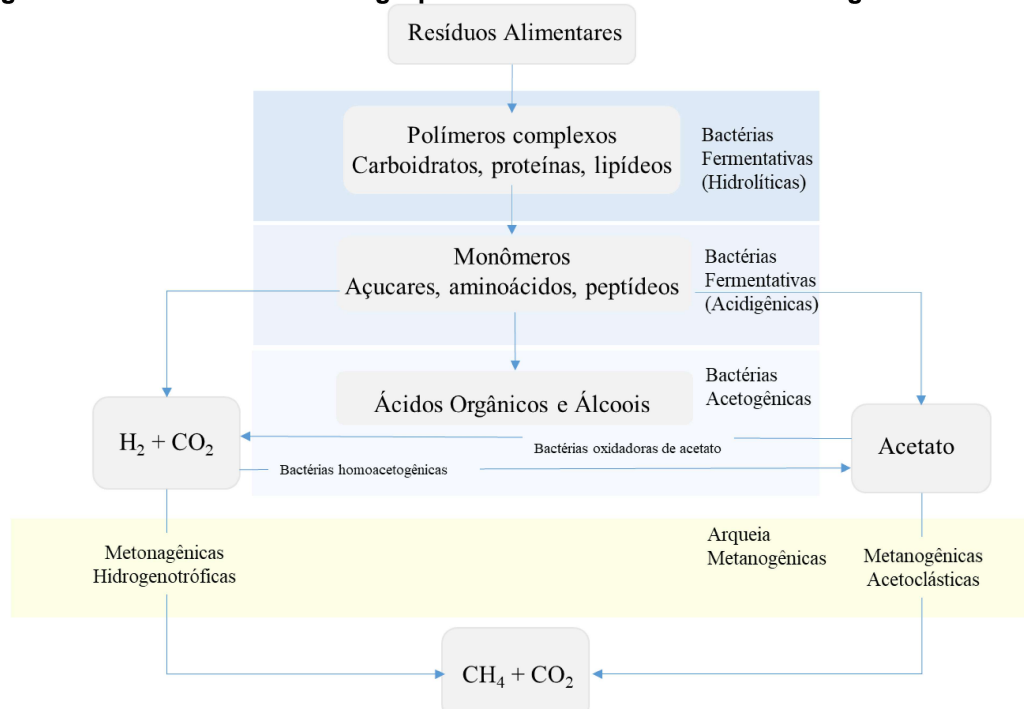 Resíduos Alimentares
Polímeros complexos
Carboidratos, proteínas, lipídeos
Bactérias
Fermentativas
(Hidrolíticas)
Monômeros
Açucares, aminoácidos, peptídeos
Bactérias
Fermentativas
(Acidigênicas)
Ácidos Orgânicos e Álcoois
Bactérias
Acetogênicas
H₂ + CO₂
Bactérias oxidadoras de acetato
Bactérias homoacetogênicas
Acetato
Metonagênicas
Hidrogenotróficas
Arqueia
Metanogênicas
Metanogênicas
Acetoclásticas
CH₄ + CO₂